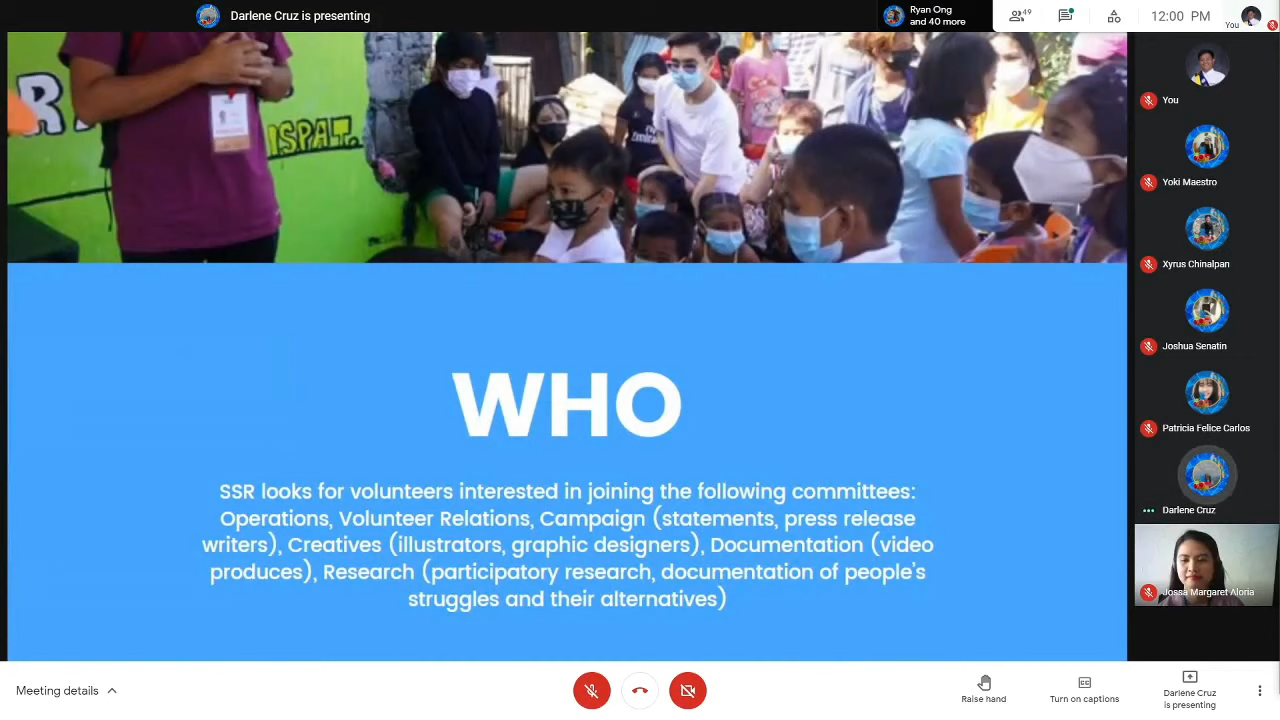 Darlene Cruz is presenting
Ryan Ong
and 40 more
49
12:00 PM
You
R
ISPAT.
You
Yoki Maestro
Xyrus Chinalpan
Joshua Senatin
Patricia Felice Carlos
Darlene Cruz
Jossa Margaret Aloria
WHO
SSR looks for volunteers interested in joining the following committees:
Operations, Volunteer Relations, Campaign (statements, press release
writers), Creatives (illustrators, graphic designers), Documentation (video
produces), Research (participatory research, documentation of people's
struggles and their alternatives)
Meeting details
Raise hand
Turn on captions
Darlene Cruz
is presenting